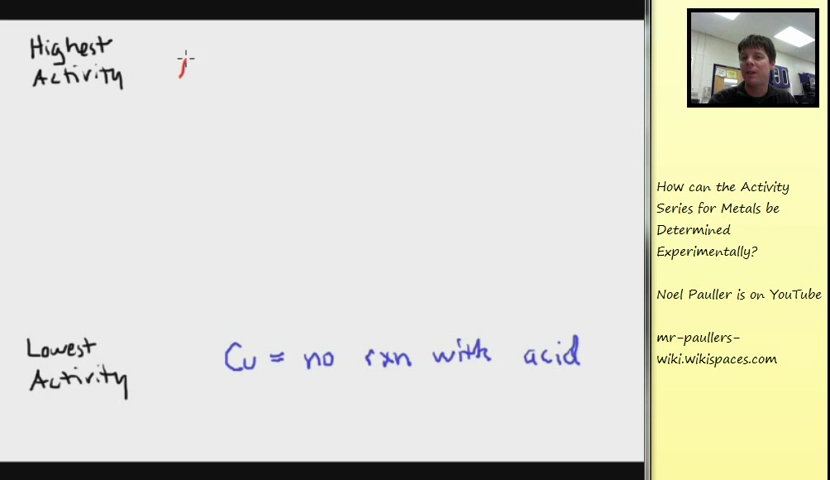 Highest
Activity
Lowest
Activity
Cu = no rxn with acid
How can the Activity
Series for Metals be
Determined
Experimentally?
Noel Pauller is on YouTube
mr-paullers-
wiki.wikispaces.com